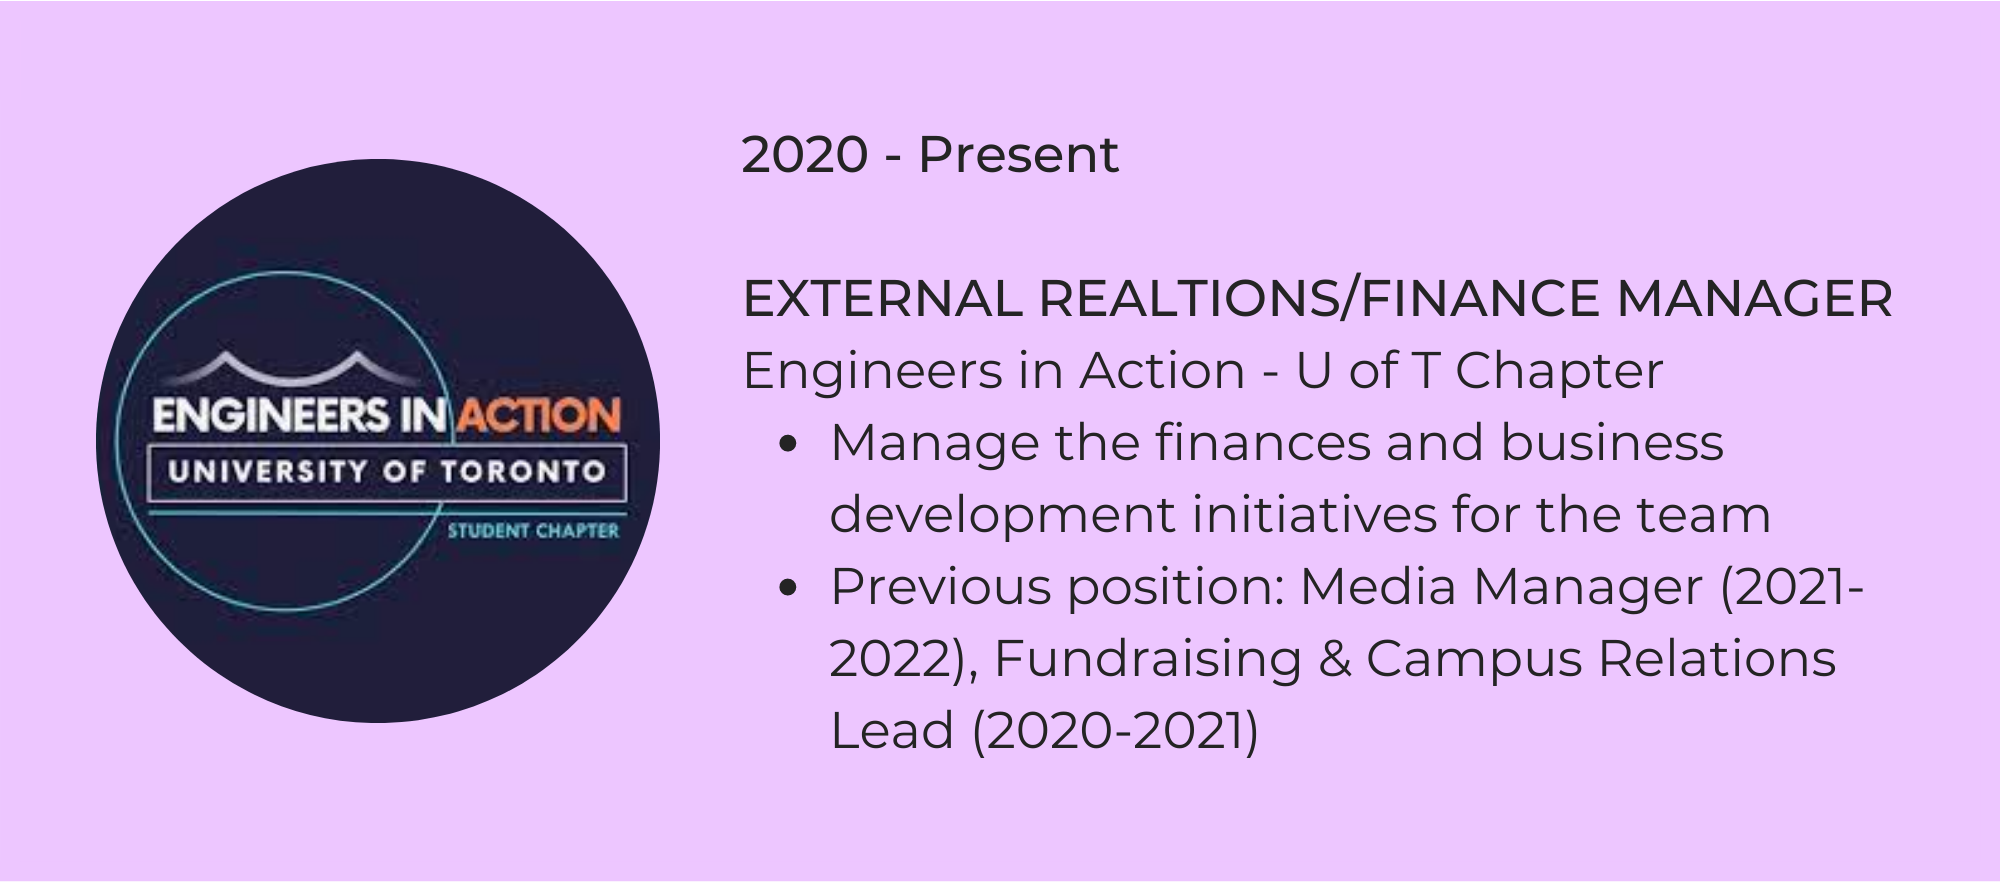 ENGINEERS IN ACTION
UNIVERSITY OF TORONTO
STUDENT CHAPTER
2020 - Present
EXTERNAL REALTIONS/FINANCE MANAGER
Engineers in Action - U of T Chapter
• Manage the finances and business
development initiatives for the team
• Previous position: Media Manager (2021-
2022), Fundraising & Campus Relations
Lead (2020-2021)